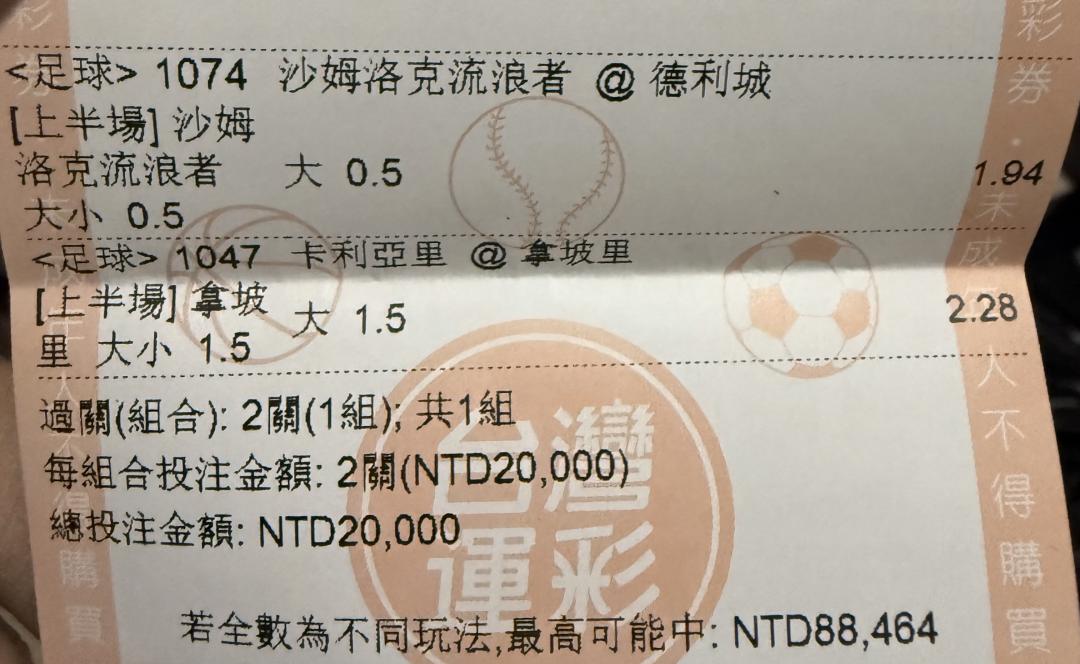 <足球> 1074 沙姆洛克流浪者 @ 德利城
[上半場] 沙姆
洛克流浪者 大 0.5 1.94
大小 0.5
<足球> 1047 卡利亞里 @ 拿坡里
[上半場] 拿坡 大 1.5 2.28
里 大小 1.5
過關(組合): 2關(1組); 共1組
每組合投注金額: 2關(NTD20,000)
總投注金額: NTD20,000
若全數為不同玩法,最高可能中: NTD88,464
台灣
運彩
彩券・未成年人不得購買